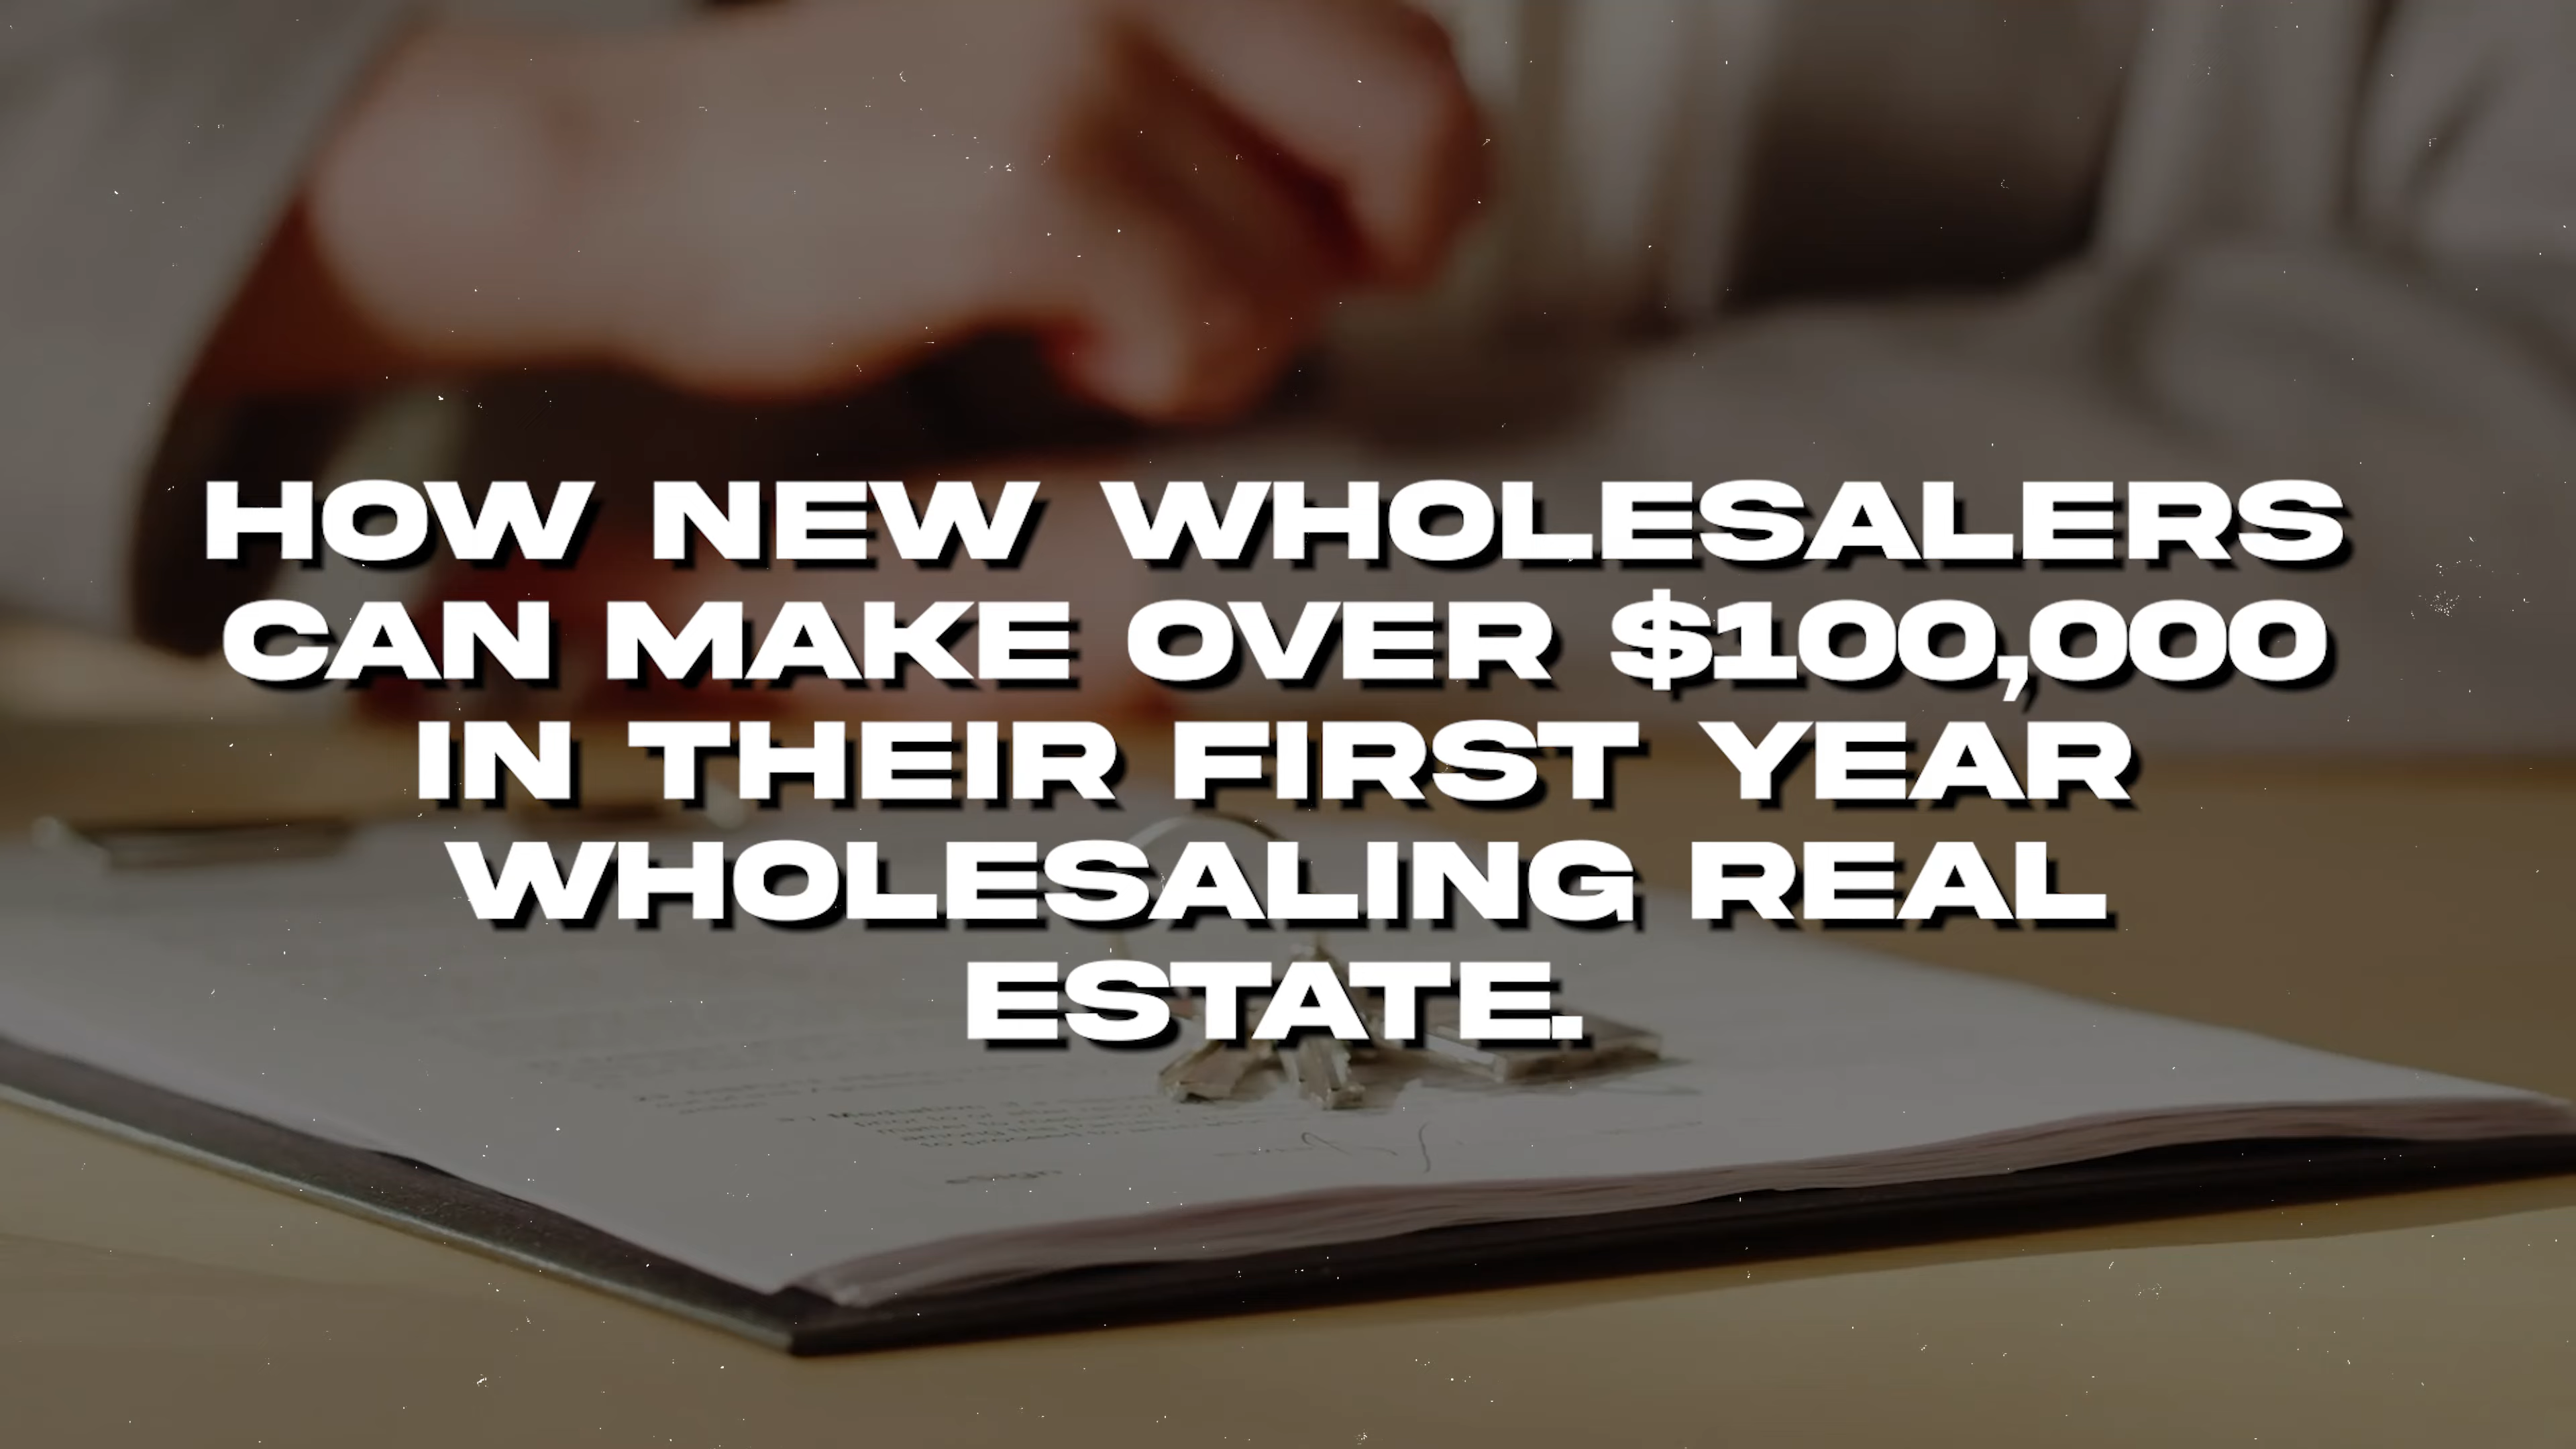 HOW NEW WHOLESALERS
CAN MAKE OVER $100,000
IN THEIR FIRST YEAR
WHOLESALING REAL
ESTATE.